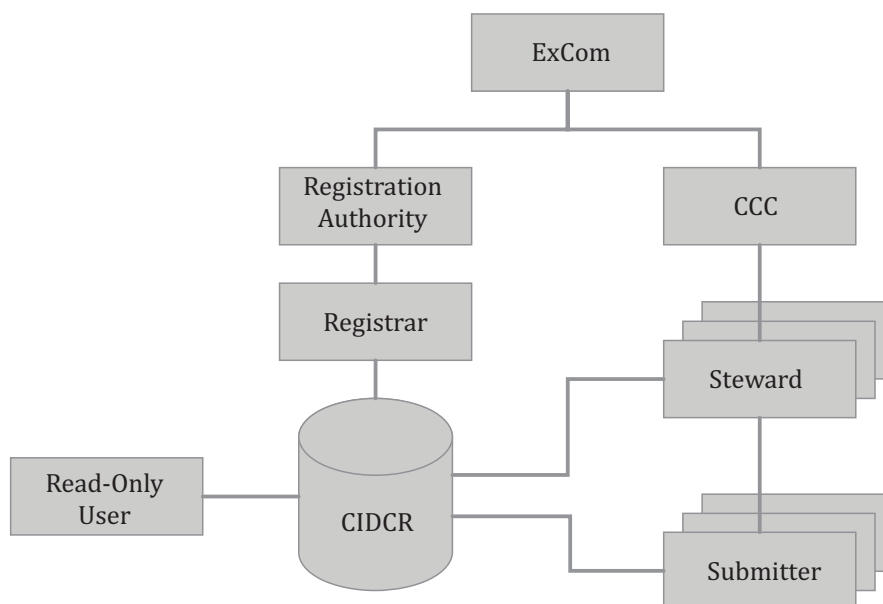 ExCom
Registration
Authority
CCC
Registrar
Steward
Read-Only
User
CIDCR
Submitter